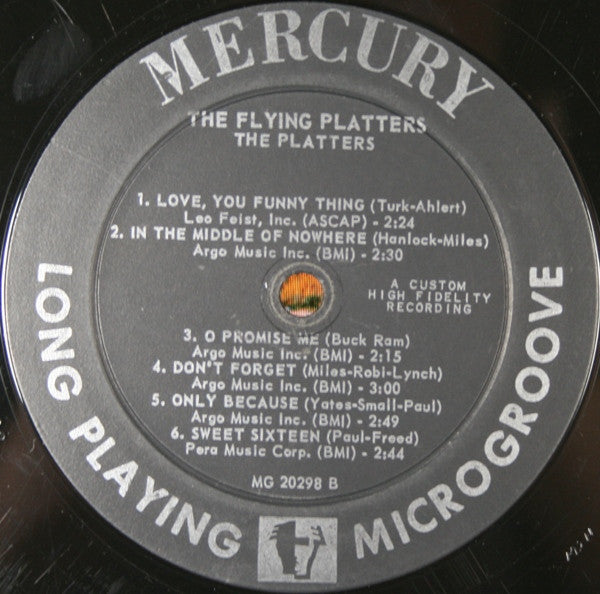 MERCURY
THE FLYING PLATTERS
THE PLATTERS
1. LOVE, YOU FUNNY THING (Turk-Ahlert)
Leo Feist, Inc. (ASCAP) - 2:24
2. IN THE MIDDLE OF NOWHERE (Hanlock-Miles)
Argo Music Inc. (BMI) - 2:30
A CUSTOM
HIGH FIDELITY
RECORDING
3. O PROMISE ME (Buck Ram)
Argo Music Inc. (BMI) - 2:15
4. DON'T FORGET (Miles-Robi-Lynch)
Argo Music Inc. (BMI) - 3:00
5. ONLY BECAUSE (Yates-Small-Paul)
Argo Music Inc. (BMI) - 2:49
6. SWEET SIXTEEN (Paul-Freed)
Pera Music Corp. (BMI) - 2:44
MG 20298 B
LONG PLAYING MICROGROOVE